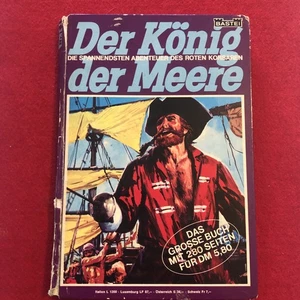 BASTEI
Der König
DIE SPANNENDSTEN ABENTEUER DES ROTEN KORSAREN
der Meere
DAS
GROSSE BUCH
MIT 280 SEITEN
FÜR DM 5,80